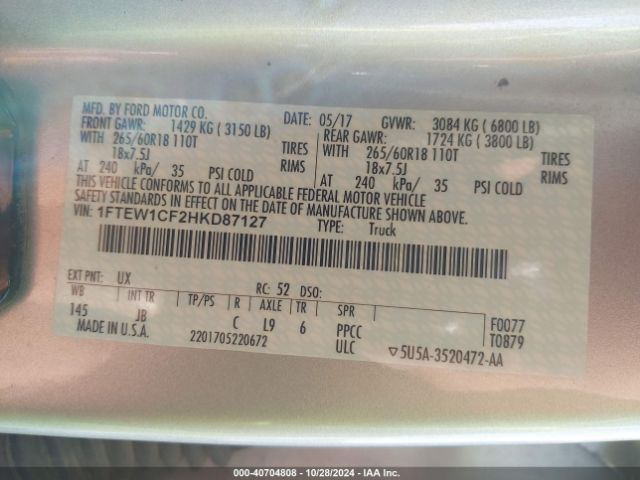 MFD. BY FORD MOTOR CO. DATE: 05/17 GVWR: 3084 KG ( 6800 LB)
FRONT GAWR: 1429 KG ( 3150 LB) REAR GAWR: 1724 KG ( 3800 LB)
WITH 265/60R18 110T TIRES WITH 265/60R18 110T TIRES
18x7.5J RIMS 18x7.5J RIMS
AT 240 kPa/ 35 PSI COLD AT 240 kPa/ 35 PSI COLD
THIS VEHICLE CONFORMS TO ALL APPLICABLE FEDERAL MOTOR VEHICLE
SAFETY STANDARDS IN EFFECT ON THE DATE OF MANUFACTURE SHOWN ABOVE.
VIN: 1FTEW1CF2HKD87127 TYPE: Truck
EXT PNT: UX RC: 52 DSO:
WB INT TR TP/PS R AXLE TR SPR
145 JB C L9 6 PPCC F0077
MADE IN U.S.A. 2201705220672 ULC T0879
▽5U5A-3520472-AA
000-40704808 | 10/28/2024 - IAA Inc.